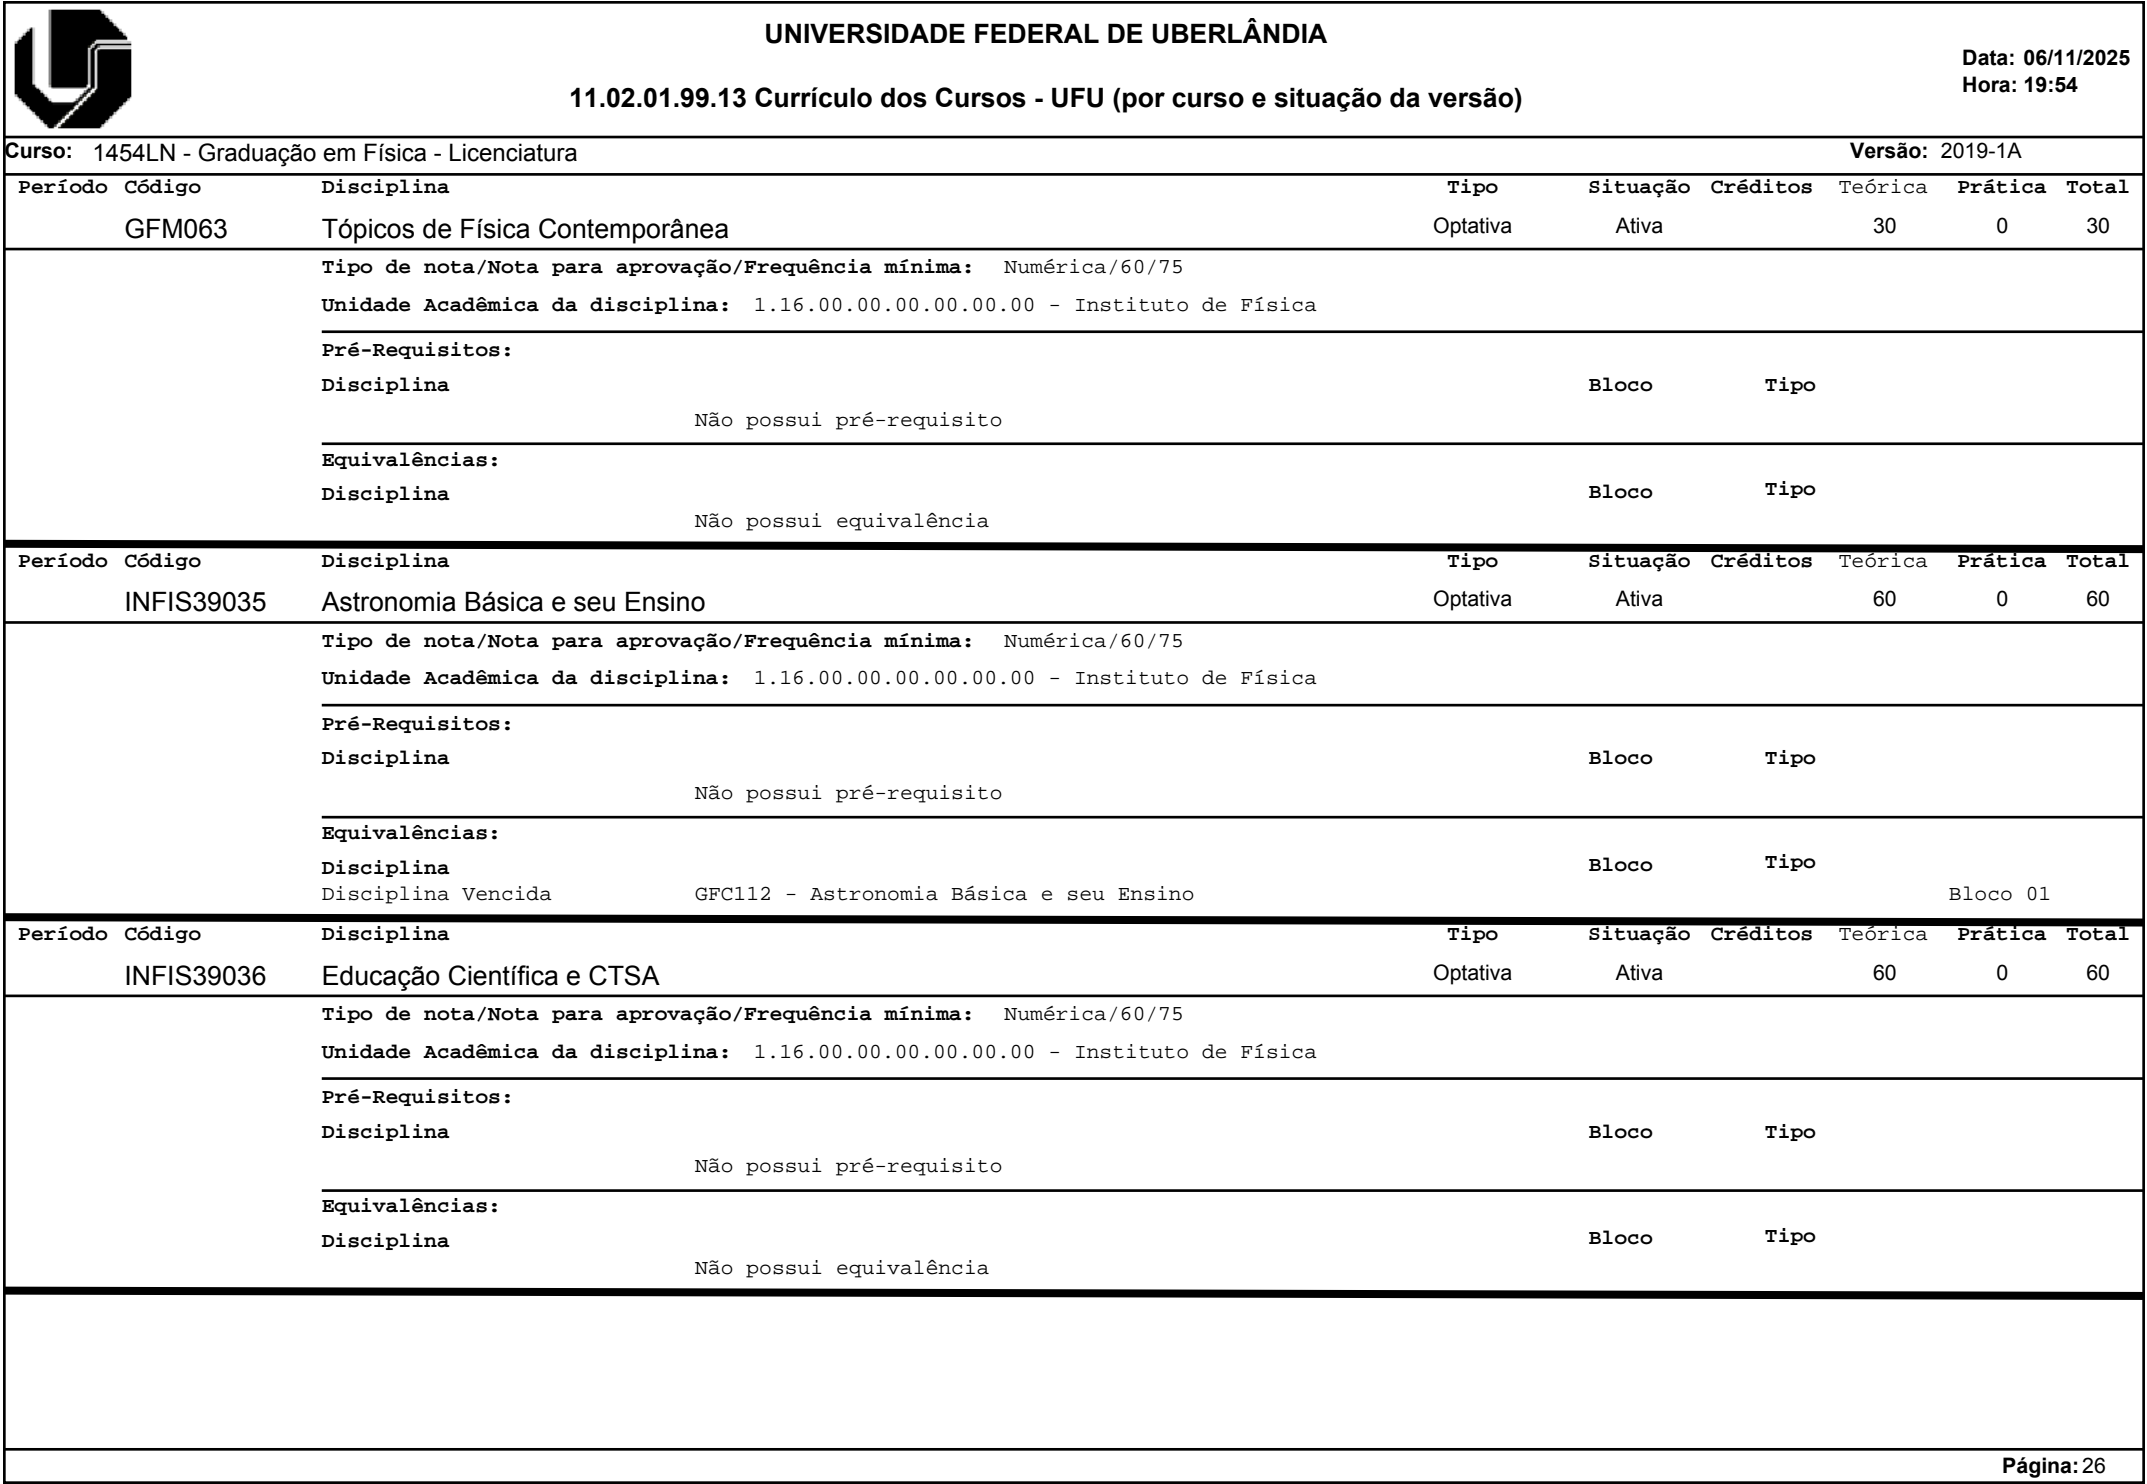 UNIVERSIDADE FEDERAL DE UBERLÂNDIA
Data: 06/11/2025
Hora: 19:54
11.02.01.99.13 Currículo dos Cursos - UFU (por curso e situação da versão)
Curso: 1454LN - Graduação em Física - Licenciatura Versão: 2019-1A
Período Código Disciplina Tipo Situação Créditos Teórica Prática Total
GFM063 Tópicos de Física Contemporânea Optativa Ativa 30 0 30
Tipo de nota/Nota para aprovação/Frequência mínima: Numérica/60/75
Unidade Acadêmica da disciplina: 1.16.00.00.00.00.00.00 - Instituto de Física
Pré-Requisitos:
Disciplina Bloco Tipo
Não possui pré-requisito
Equivalências:
Disciplina Bloco Tipo
Não possui equivalência
Período Código Disciplina Tipo Situação Créditos Teórica Prática Total
INFIS39035 Astronomia Básica e seu Ensino Optativa Ativa 60 0 60
Tipo de nota/Nota para aprovação/Frequência mínima: Numérica/60/75
Unidade Acadêmica da disciplina: 1.16.00.00.00.00.00.00 - Instituto de Física
Pré-Requisitos:
Disciplina Bloco Tipo
Não possui pré-requisito
Equivalências:
Disciplina Bloco Tipo
Disciplina Vencida GFC112 - Astronomia Básica e seu Ensino Bloco 01
Período Código Disciplina Tipo Situação Créditos Teórica Prática Total
INFIS39036 Educação Científica e CTSA Optativa Ativa 60 0 60
Tipo de nota/Nota para aprovação/Frequência mínima: Numérica/60/75
Unidade Acadêmica da disciplina: 1.16.00.00.00.00.00.00 - Instituto de Física
Pré-Requisitos:
Disciplina Bloco Tipo
Não possui pré-requisito
Equivalências:
Disciplina Bloco Tipo
Não possui equivalência
Página: 26